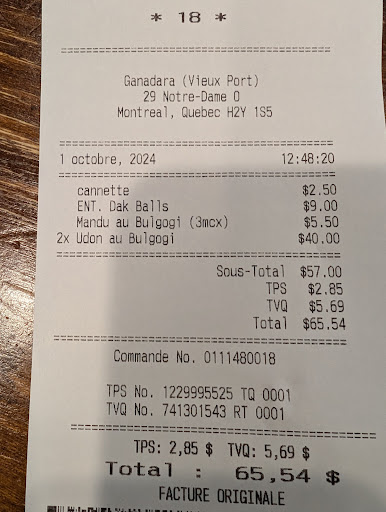 * 18 *
Ganadara (Vieux Port)
29 Notre-Dame O
Montreal, Quebec H2Y 1S5
1 octobre, 2024 12:48:20
cannette $2.50
ENT. Dak Balls $9.00
Mandu au Bulgogi (3mcx) $5.50
2x Udon au Bulgogi $40.00
Sous-Total $57.00
TPS $2.85
TVQ $5.69
Total $65.54
Commande No. 0111480018
TPS No. 1229995525 TQ 0001
TVQ No. 741301543 RT 0001
TPS: 2,85 $ TVQ: 5,69 $
Total : 65,54 $
FACTURE ORIGINALE